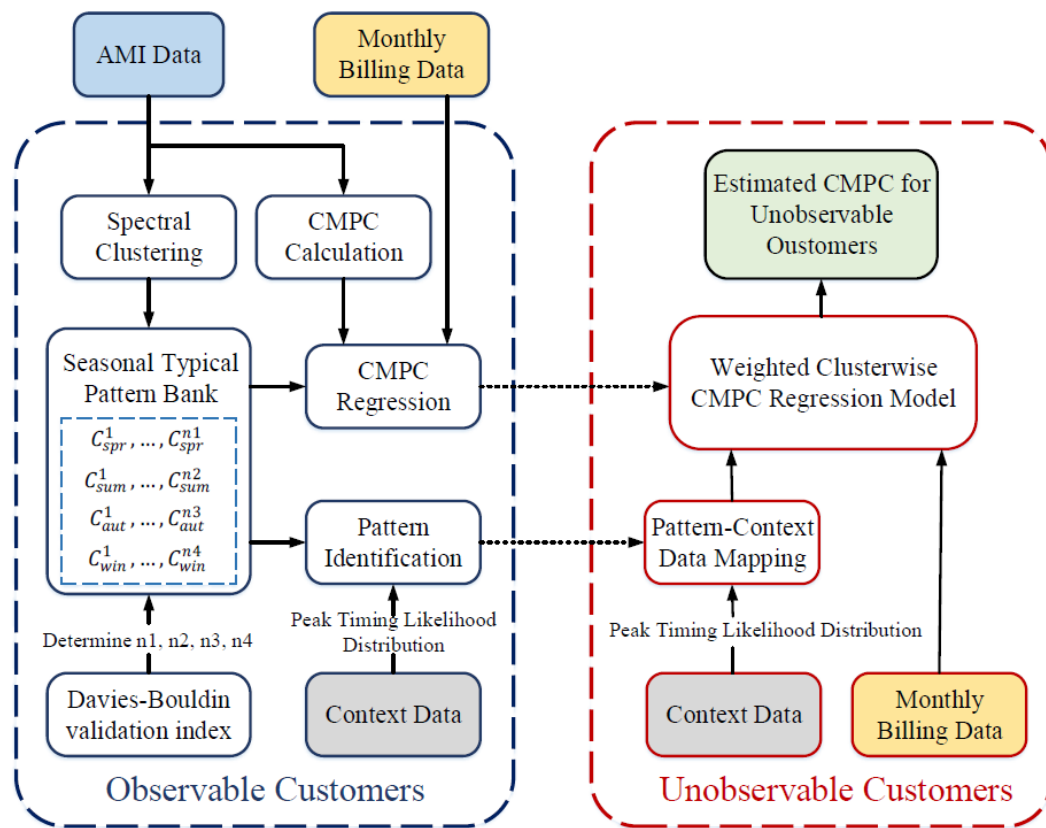 AMI Data
Monthly
Billing Data
Spectral
Clustering
CMPC
Calculation
Seasonal Typical
Pattern Bank
C¹spr , ..., Cⁿ¹spr
C¹sum , ..., Cⁿ²sum
C¹aut , ..., Cⁿ³aut
C¹win , ..., Cⁿ⁴win
CMPC
Regression
Pattern
Identification
Determine n1, n2, n3, n4
Peak Timing Likelihood
Distribution
Davies-Bouldin
validation index
Context Data
Observable Customers
Estimated CMPC for
Unobservable
Oustomers
Weighted Clusterwise
CMPC Regression Model
Pattern-Context
Data Mapping
Peak Timing Likelihood Distribution
Context Data
Monthly
Billing Data
Unobservable Customers